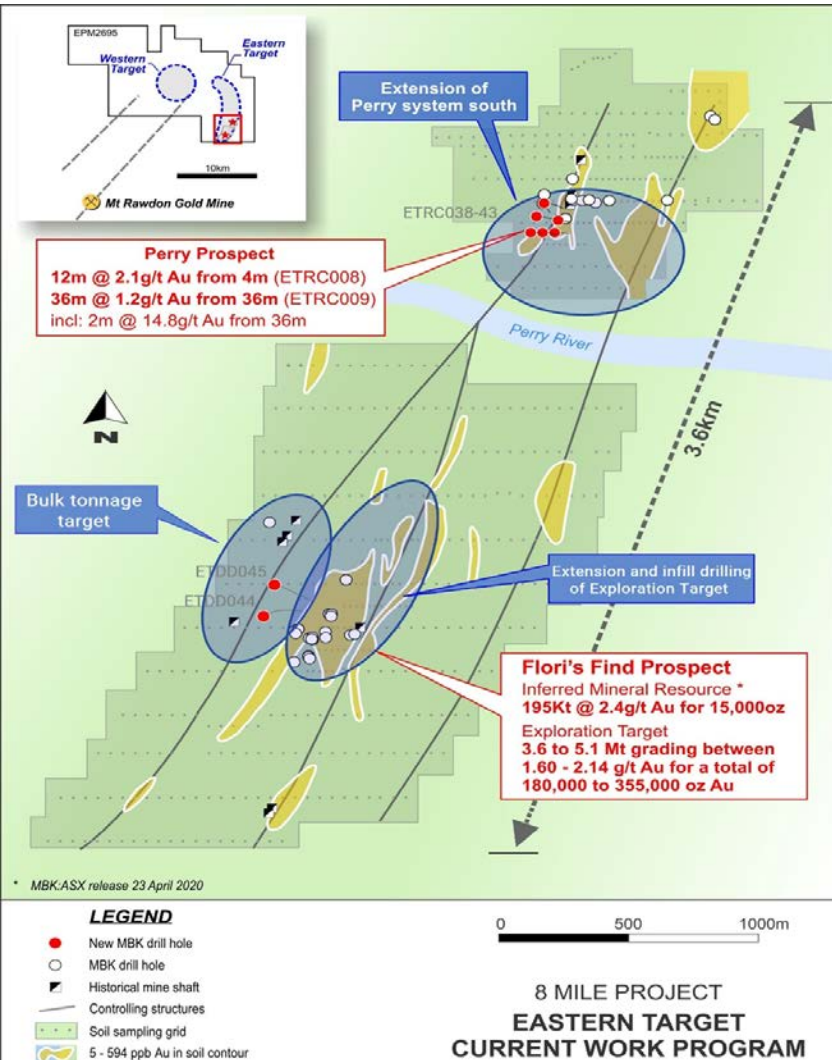 EPM2695
Western
Target
Eastern
Target
10km
Mt Rawdon Gold Mine
Extension of
Perry system south
ETRC038-43
Perry Prospect
12m @ 2.1g/t Au from 4m (ETRC008)
36m @ 1.2g/t Au from 36m (ETRC009)
incl: 2m @ 14.8g/t Au from 36m
Perry River
N
3.6km
Bulk tonnage
target
ETDD045
ETDD044
Extension and infill drilling
of Exploration Target
Flori's Find Prospect
Inferred Mineral Resource *
195Kt @ 2.4g/t Au for 15,000oz
Exploration Target
3.6 to 5.1 Mt grading between
1.60 - 2.14 g/t Au for a total of
180,000 to 355,000 oz Au
* MBK:ASX release 23 April 2020
LEGEND
New MBK drill hole
MBK drill hole
Historical mine shaft
Controlling structures
Soil sampling grid
5 - 594 ppb Au in soil contour
0 500 1000m
8 MILE PROJECT
EASTERN TARGET
CURRENT WORK PROGRAM